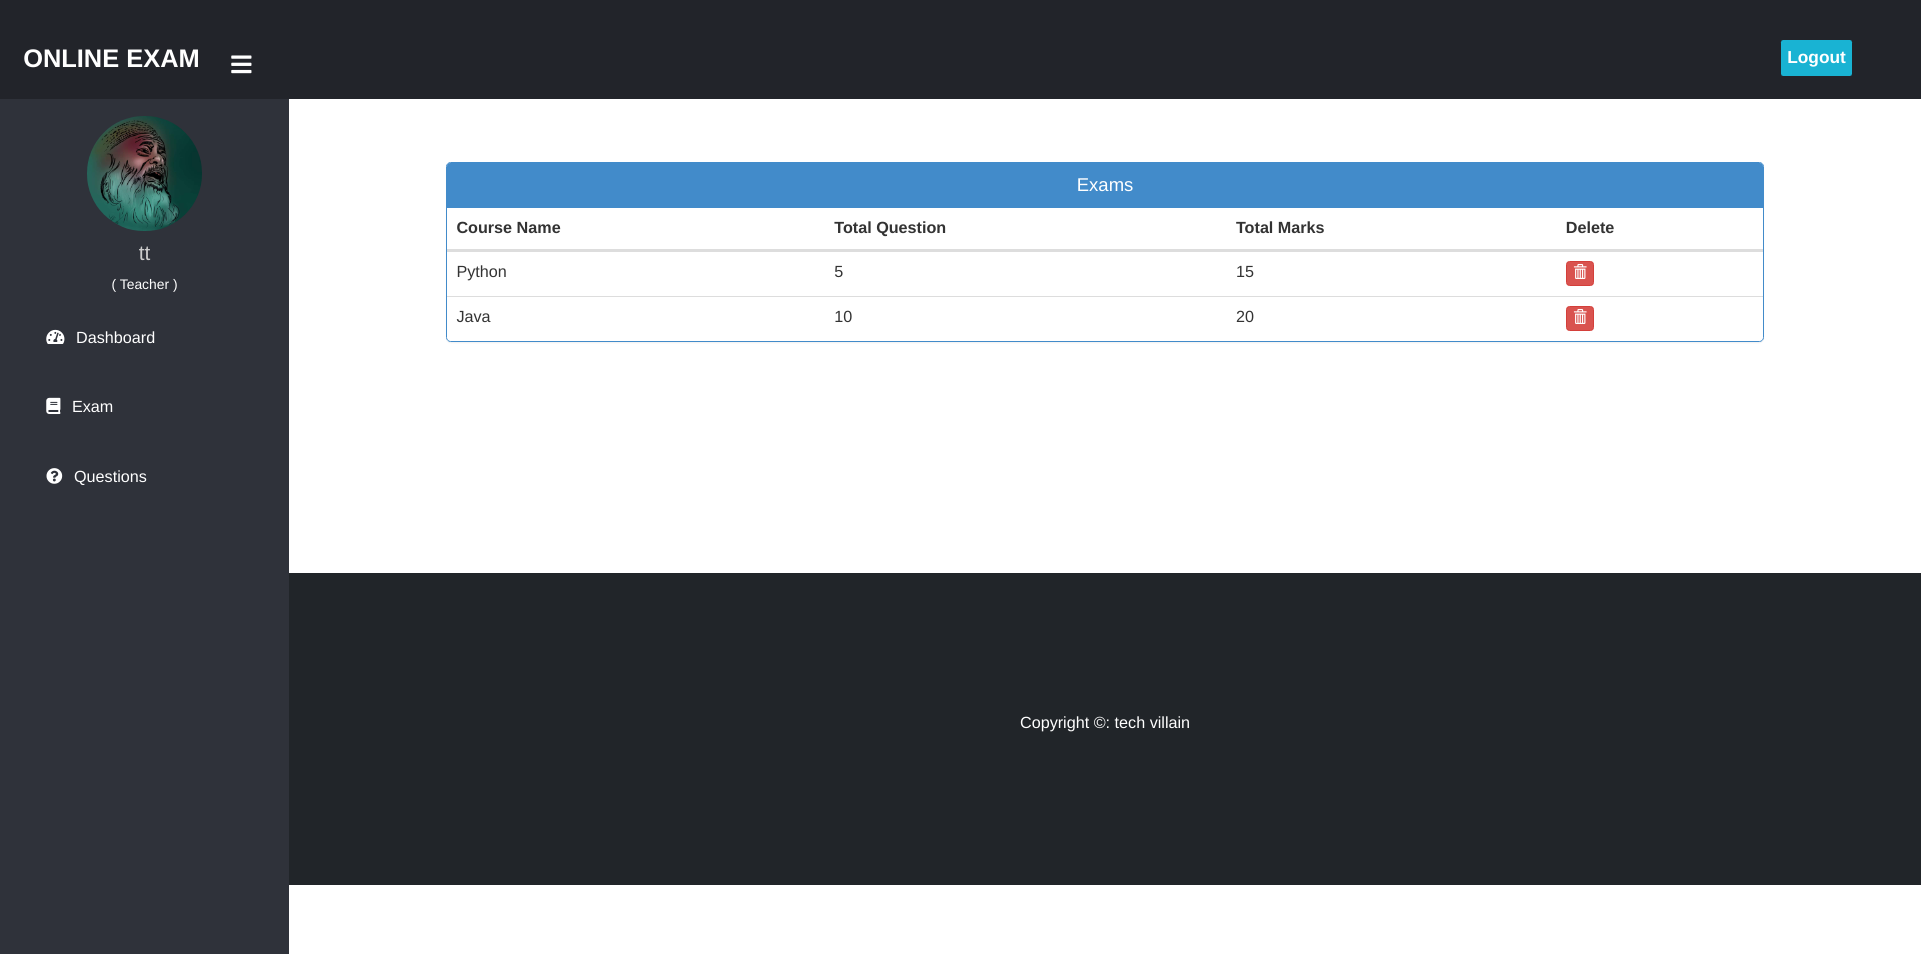 ONLINE EXAM
Logout
tt
( Teacher )
Dashboard
Exam
Questions
Exams
Course Name Total Question Total Marks Delete
Python 5 15
Java 10 20
Copyright ©: tech villain